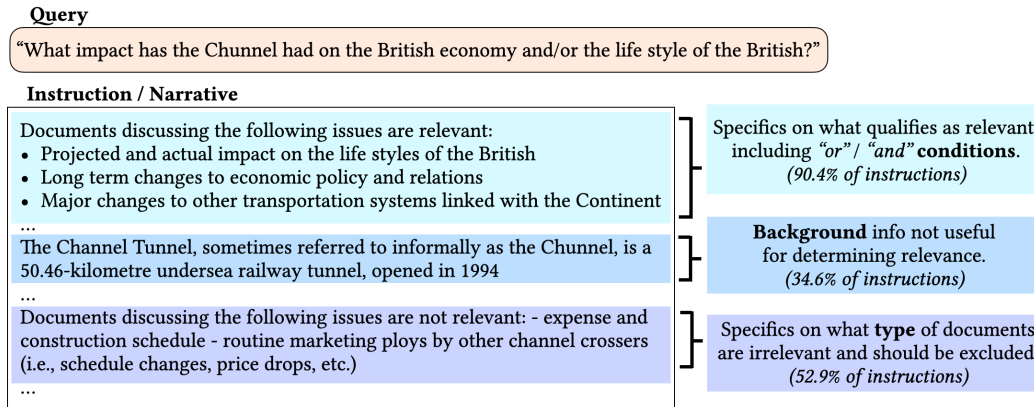 Query
“What impact has the Chunnel had on the British economy and/or the life style of the British?”
Instruction / Narrative
Documents discussing the following issues are relevant:
• Projected and actual impact on the life styles of the British
• Long term changes to economic policy and relations
• Major changes to other transportation systems linked with the Continent
...
The Channel Tunnel, sometimes referred to informally as the Chunnel, is a
50.46-kilometre undersea railway tunnel, opened in 1994
...
Documents discussing the following issues are not relevant: - expense and
construction schedule - routine marketing ploys by other channel crossers
(i.e., schedule changes, price drops, etc.)
...
Specifics on what qualifies as relevant
including “or” / “and” conditions.
(90.4% of instructions)
Background info not useful
for determining relevance.
(34.6% of instructions)
Specifics on what type of documents
are irrelevant and should be excluded
(52.9% of instructions)